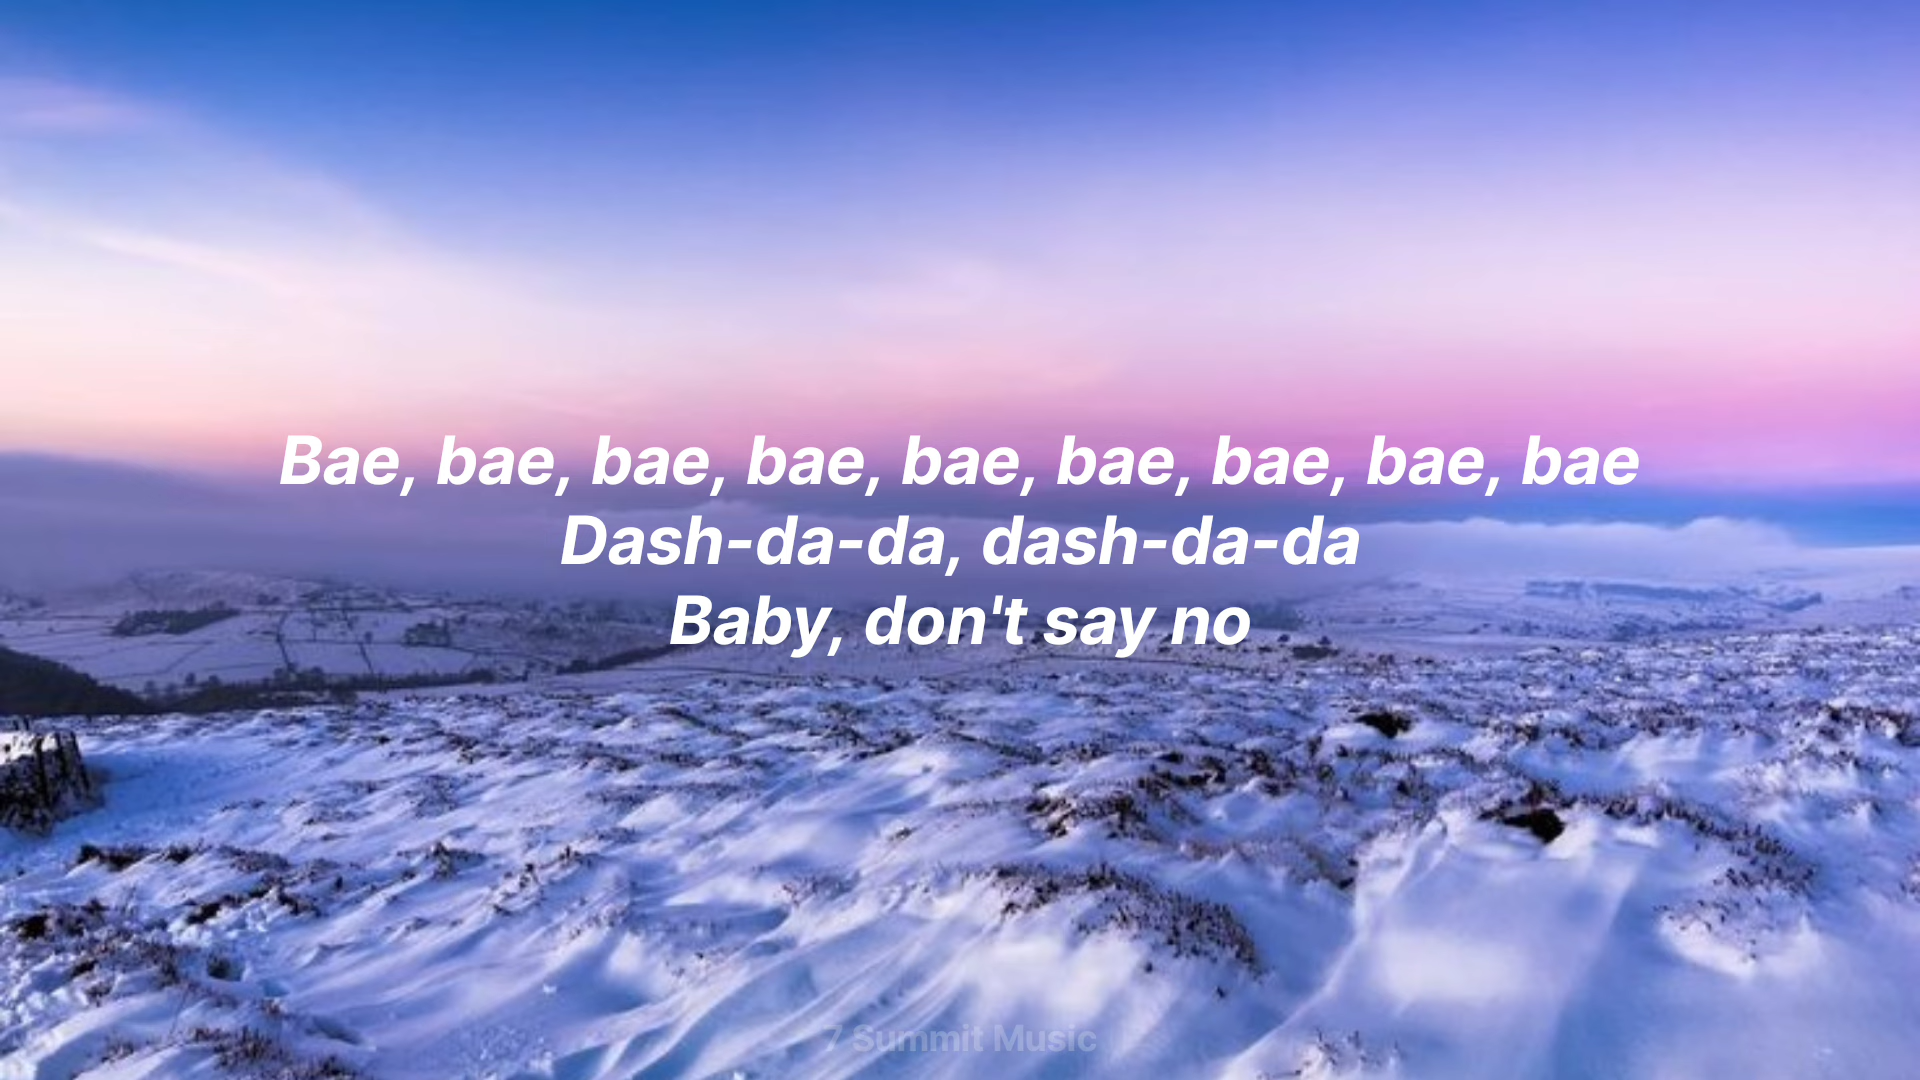 Bae, bae, bae, bae, bae, bae, bae, bae, bae
Dash-da-da, dash-da-da
Baby, don't say no
7 Summit Music